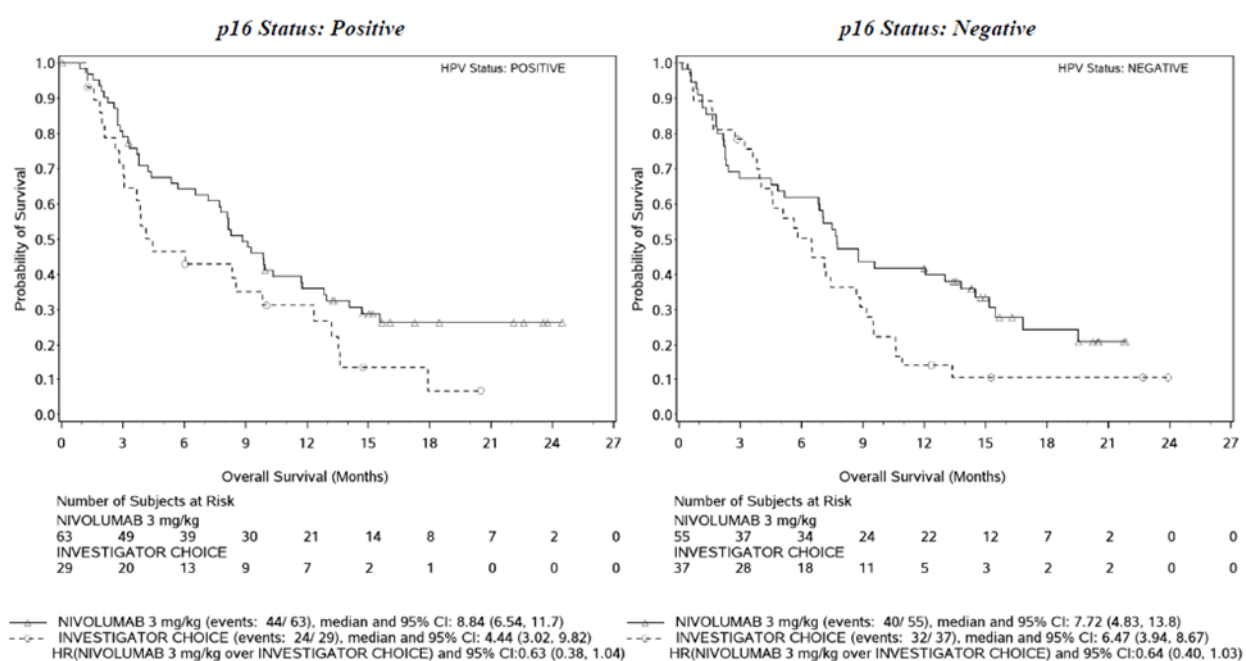 p16 Status: Positive
HPV Status: POSITIVE
1.0
0.9
0.8
0.7
0.6
0.5
0.4
0.3
0.2
0.1
0.0
Probability of Survival
0 3 6 9 12 15 18 21 24 27
Overall Survival (Months)
Number of Subjects at Risk
NIVOLUMAB 3 mg/kg
63 49 39 30 21 14 8 7 2 0
INVESTIGATOR CHOICE
29 20 13 9 7 2 1 0 0 0
NIVOLUMAB 3 mg/kg (events: 44/ 63), median and 95% CI: 8.84 (6.54, 11.7)
INVESTIGATOR CHOICE (events: 24/ 29), median and 95% CI: 4.44 (3.02, 9.82)
HR(NIVOLUMAB 3 mg/kg over INVESTIGATOR CHOICE) and 95% CI:0.63 (0.38, 1.04)
p16 Status: Negative
HPV Status: NEGATIVE
1.0
0.9
0.8
0.7
0.6
0.5
0.4
0.3
0.2
0.1
0.0
Probability of Survival
0 3 6 9 12 15 18 21 24 27
Overall Survival (Months)
Number of Subjects at Risk
NIVOLUMAB 3 mg/kg
55 37 34 24 22 12 7 2 0 0
INVESTIGATOR CHOICE
37 28 18 11 5 3 2 2 0 0
NIVOLUMAB 3 mg/kg (events: 40/ 55), median and 95% CI: 7.72 (4.83, 13.8)
INVESTIGATOR CHOICE (events: 32/ 37), median and 95% CI: 6.47 (3.94, 8.67)
HR(NIVOLUMAB 3 mg/kg over INVESTIGATOR CHOICE) and 95% CI:0.64 (0.40, 1.03)